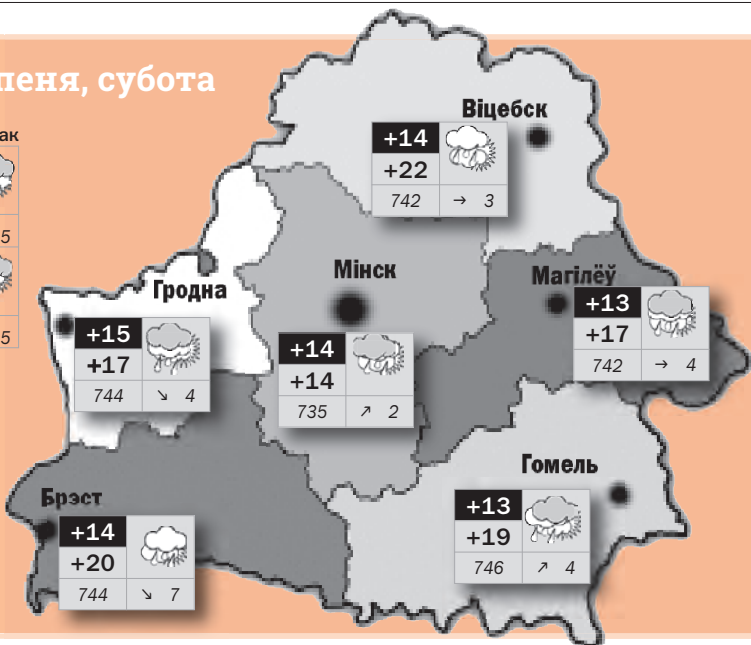 пеня, субота
ак
5
5
Віцебск
+14
+22
742 → 3
Мінск
+14
+14
735 ↗ 2
Магілёў
+13
+17
742 → 4
Гродна
+15
+17
744 ↘ 4
Гомель
+13
+19
746 ↗ 4
Брэст
+14
+20
744 ↘ 7